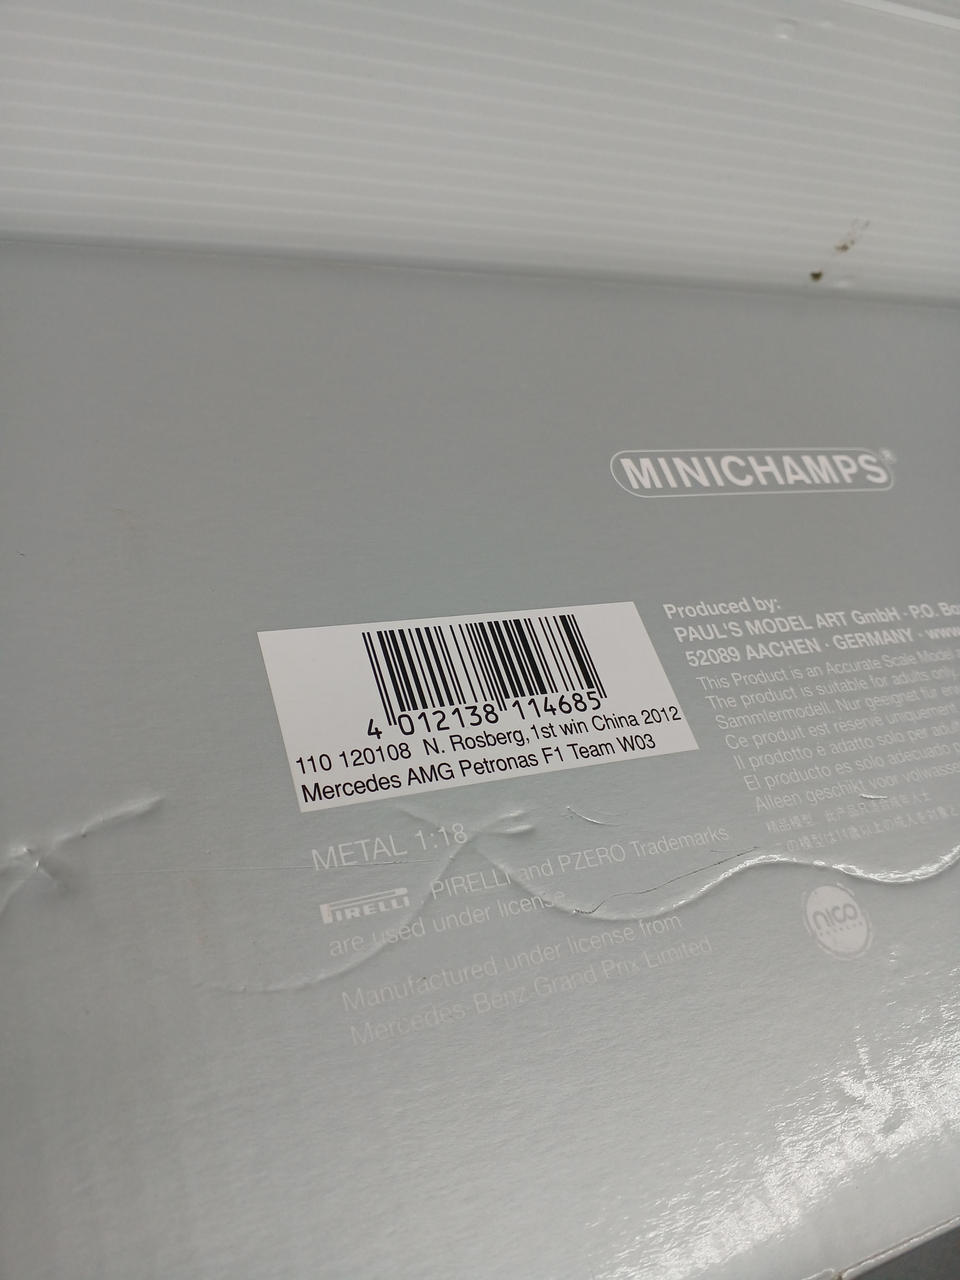 MINICHAMPS®
4 012138 114685
110 120108 N. Rosberg,1st win China 2012
Mercedes AMG Petronas F1 Team W03
METAL 1:18
PIRELLI PIRELLI and PZERO Trademarks
are used under license
Manufactured under license from
Mercedes-Benz Grand Prix Limited
Produced by:
PAUL'S MODEL ART GmbH · P.O.
52089 AACHEN · GERMANY · www
This Product is an Accurate Scale Model
The product is suitable for adults only
Sammlermodell. Nur geeignet für
Ce produit est réservé uniquement
Il prodotto è adatto solo per
El producto es solo adecuado
Alleen geschikt voor
nico